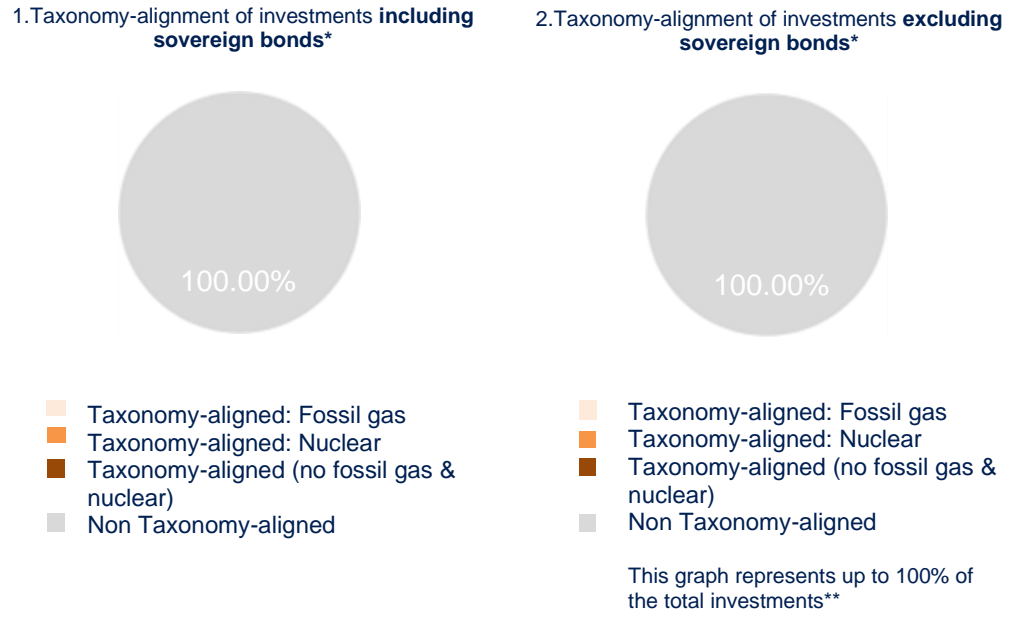 1.Taxonomy-alignment of investments including
sovereign bonds*
100.00%
Taxonomy-aligned: Fossil gas
Taxonomy-aligned: Nuclear
Taxonomy-aligned (no fossil gas &
nuclear)
Non Taxonomy-aligned
2.Taxonomy-alignment of investments excluding
sovereign bonds*
100.00%
Taxonomy-aligned: Fossil gas
Taxonomy-aligned: Nuclear
Taxonomy-aligned (no fossil gas &
nuclear)
Non Taxonomy-aligned
This graph represents up to 100% of
the total investments**